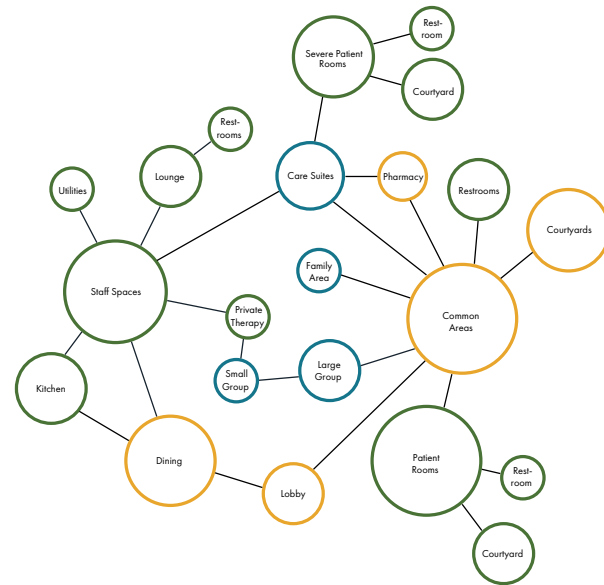 Rest-
room
Severe Patient
Rooms
Courtyard
Rest-
rooms
Utilities
Lounge
Care Suites
Pharmacy
Restrooms
Courtyards
Family
Area
Staff Spaces
Private
Therapy
Common
Areas
Small
Group
Large
Group
Kitchen
Dining
Lobby
Patient
Rooms
Rest-
room
Courtyard